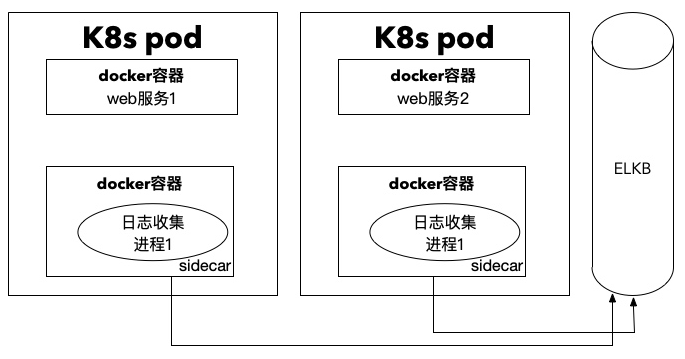 K8s pod
docker容器
web服务1
docker容器
日志收集
进程1
sidecar
K8s pod
docker容器
web服务2
docker容器
日志收集
进程1
sidecar
ELKB